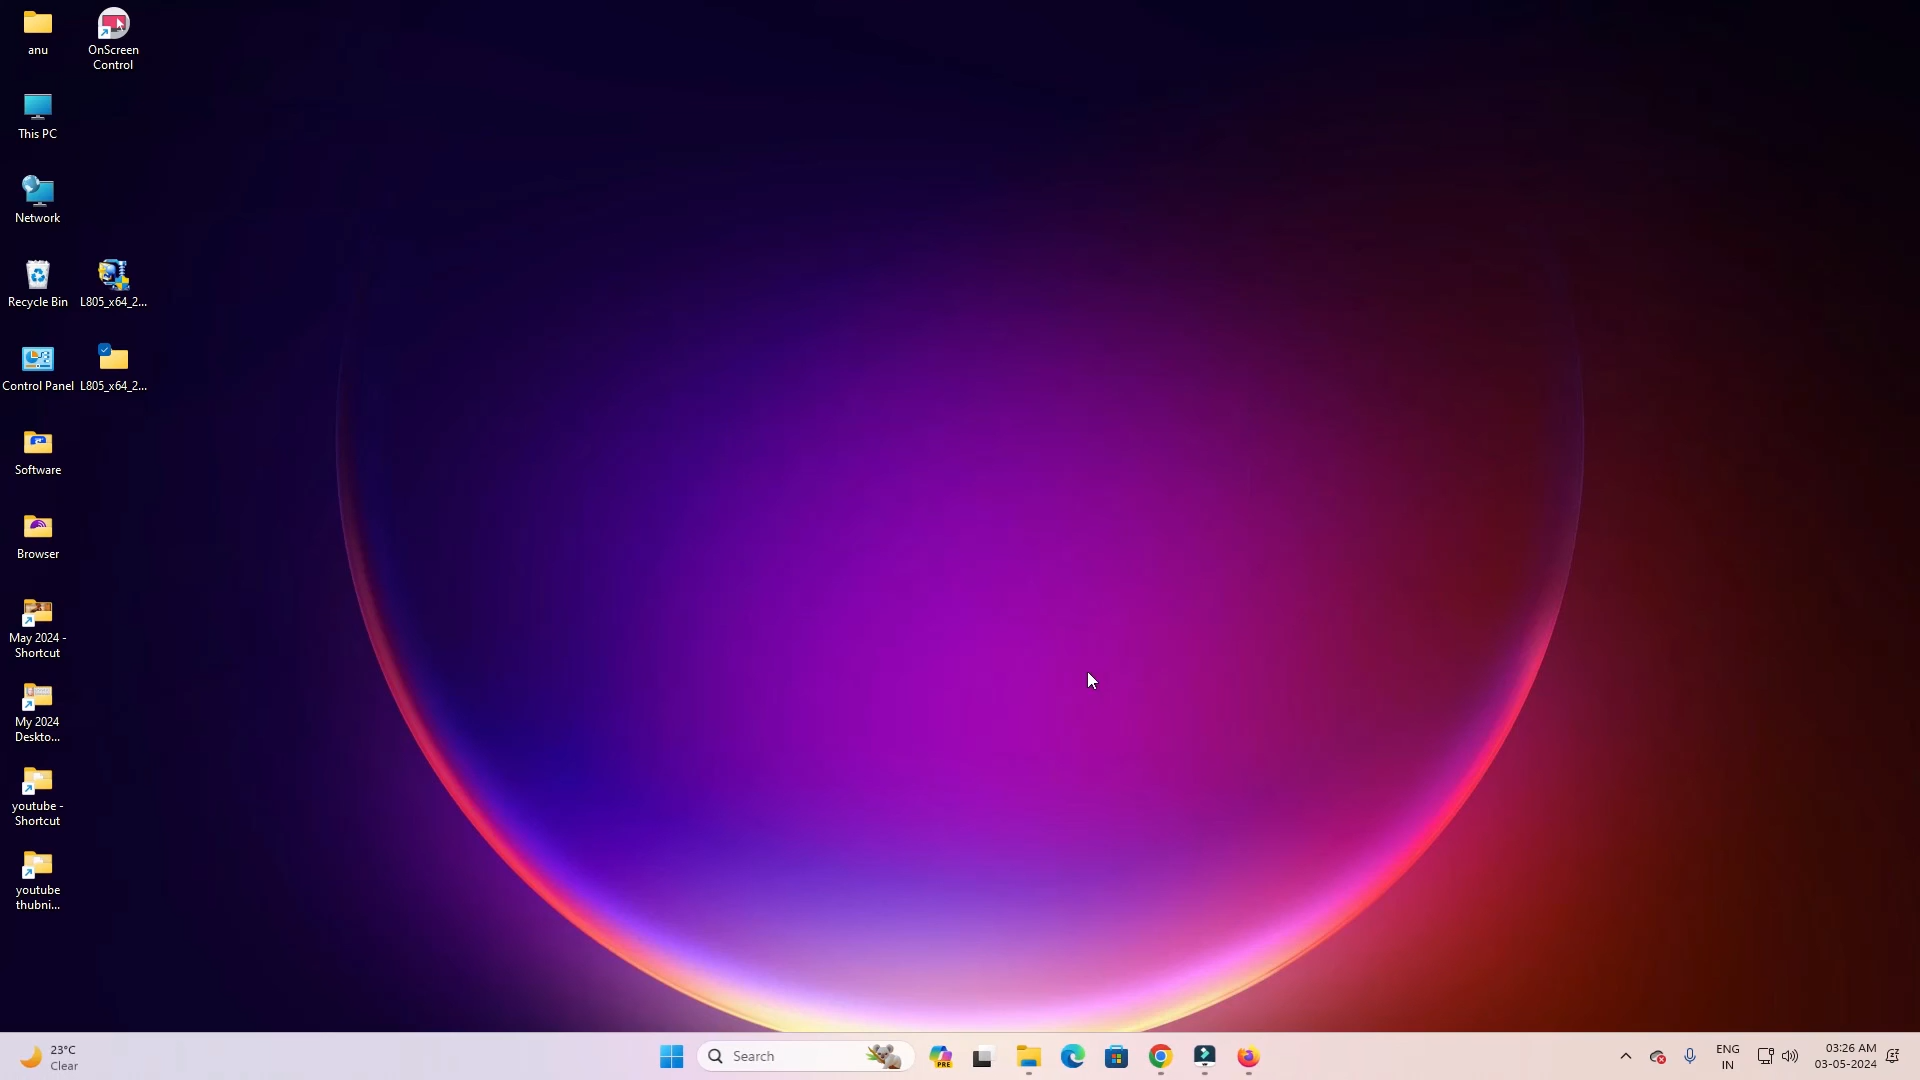 anu
OnScreen
Control
This PC
Network
Recycle Bin
L805_x64_2...
Control Panel
L805_x64_2...
Software
Browser
May 2024 -
Shortcut
My 2024
Deskto...
youtube -
Shortcut
youtube
thubni...
23°C
Clear
Search
PRE
ENG
IN
03:26 AM
03-05-2024